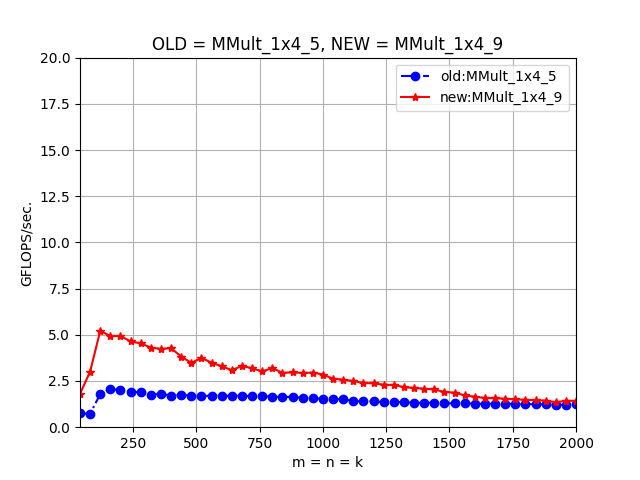 OLD = MMult_1x4_5, NEW = MMult_1x4_9
20.0
17.5
15.0
12.5
10.0
7.5
5.0
2.5
0.0
GFLOPS/sec.
old:MMult_1x4_5
new:MMult_1x4_9
250 500 750 1000 1250 1500 1750 2000
m = n = k